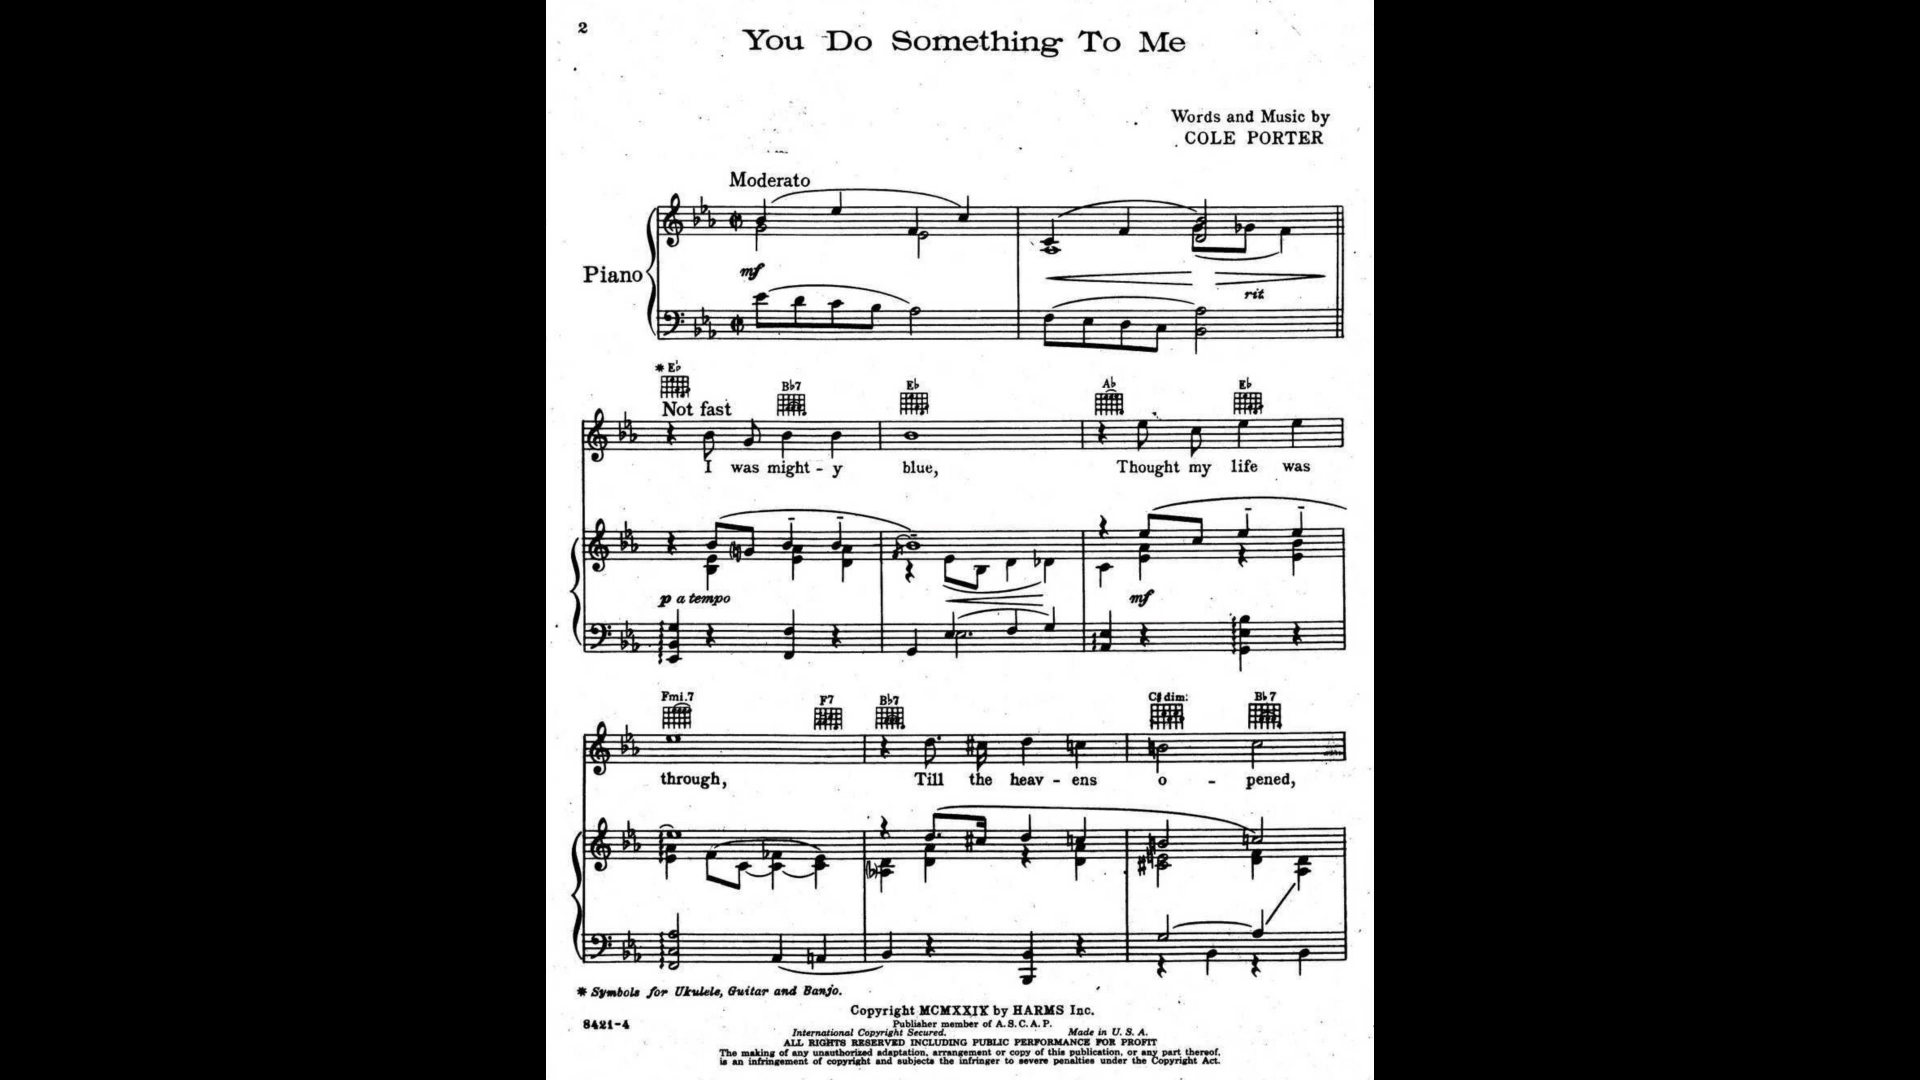 2
You Do Something To Me
Words and Music by
COLE PORTER
Moderato
Piano
mf
rit
* E♭ B♭7 E♭ A♭ E♭
Not fast
I was might - y blue, Thought my life was
p a tempo mf
Fmi.7 F7 B♭7 C♯dim: B♭7
through, Till the heav - ens o - pened,
* Symbols for Ukulele, Guitar and Banjo.
Copyright MCMXXIX by HARMS Inc.
8421-4 Publisher member of A.S.C.A.P.
International Copyright Secured. Made in U.S.A.
ALL RIGHTS RESERVED INCLUDING PUBLIC PERFORMANCE FOR PROFIT
The making of any unauthorized adaptation, arrangement or copy of this publication, or any part thereof,
is an infringement of copyright and subjects the infringer to severe penalties under the Copyright Act.